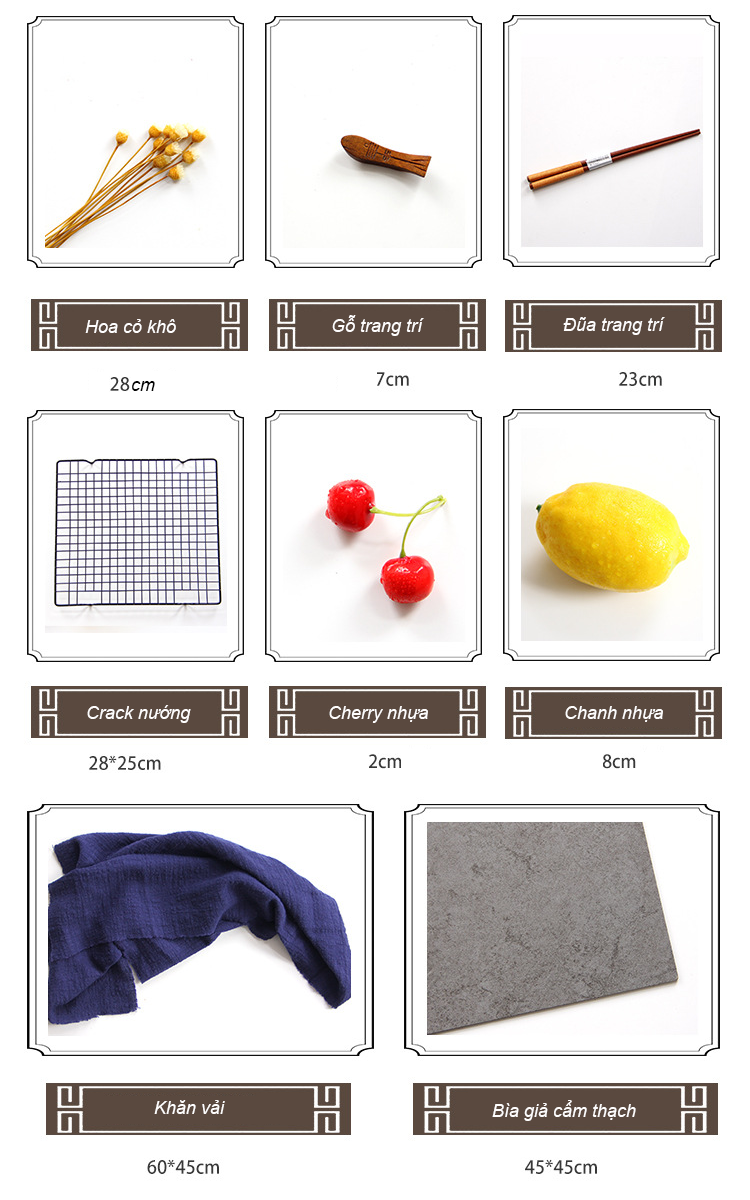 Hoa cỏ khô
Gỗ trang trí
Đũa trang trí
28cm
7cm
23cm
Crack nướng
Cherry nhựa
Chanh nhựa
28*25cm
2cm
8cm
Khăn vải
Bìa giả cẩm thạch
60*45cm
45*45cm